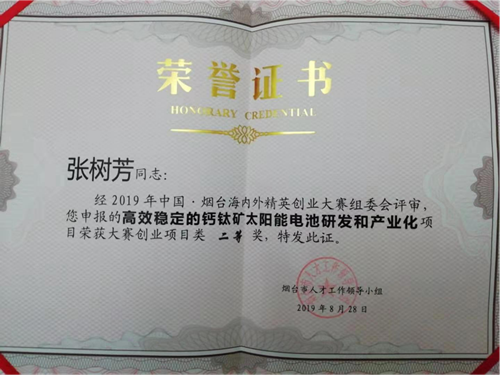 荣誉证书
HONORARY CREDENTIAL
张树芳同志：
经2019年中国·烟台海内外精英创业大赛组委会评审，
您申报的高效稳定的钙钛矿太阳能电池研发和产业化项
目荣获大赛创业项目类 二等奖，特发此证。
烟台市人才工作领导小组
2019年8月28日